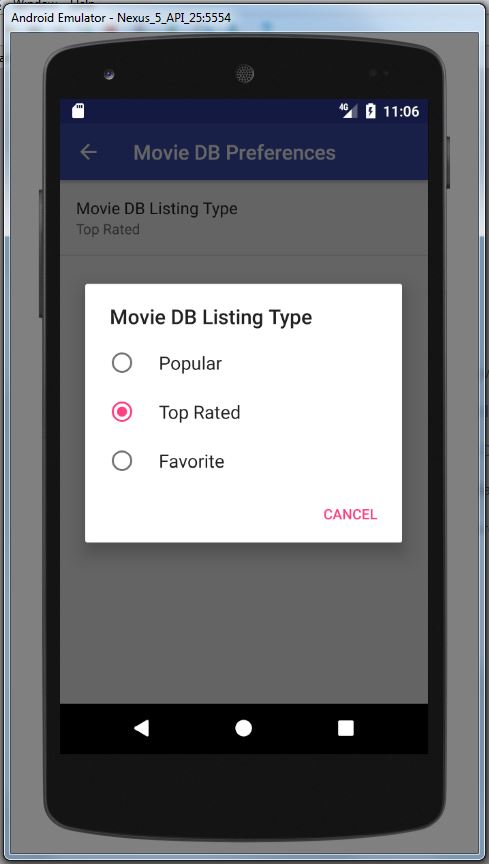 Android Emulator - Nexus_5_API_25:5554
4G 11:06
Movie DB Preferences
Movie DB Listing Type
Top Rated
Movie DB Listing Type
Popular
Top Rated
Favorite
CANCEL